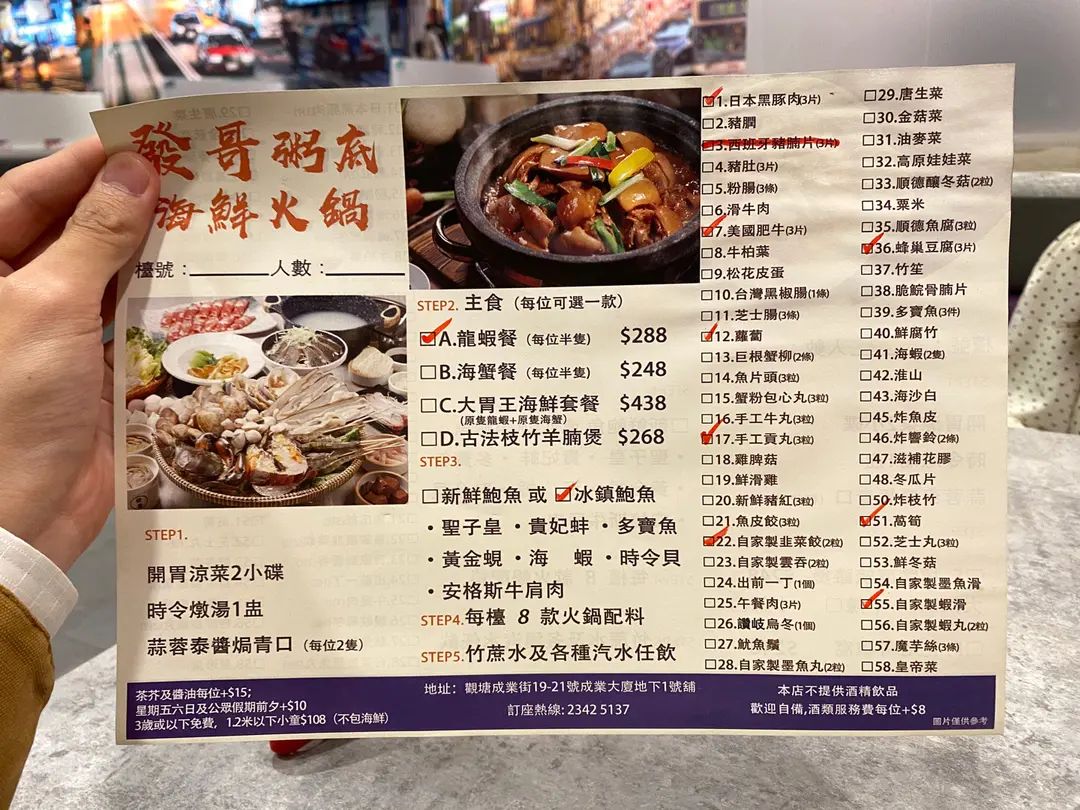 發哥粥底
海鮮火鍋
檯號：________人數：________
STEP1.
開胃涼菜2小碟
時令燉湯1盅
蒜蓉泰醬焗青口（每位2隻）
STEP2. 主食（每位可選一款）
☑A.龍蝦餐（每位半隻） $288
□B.海蟹餐（每位半隻） $248
□C.大胃王海鮮套餐 $438
(原隻龍蝦+原隻海蟹)
□D.古法枝竹羊腩煲 $268
STEP3.
□新鮮鮑魚 或 ☑冰鎮鮑魚
・聖子皇 ・貴妃蚌 ・多寶魚
・黃金蜆 ・海 蝦 ・時令貝
・安格斯牛肩肉
STEP4. 每檯 8 款火鍋配料
STEP5. 竹蔗水及各種汽水任飲
☑1.日本黑豚肉(3片)
□2.豬膶
□3.西班牙豬腩片(3片)
□4.豬肚(3片)
□5.粉腸(3條)
□6.滑牛肉
☑7.美國肥牛(3片)
□8.牛柏葉
□9.松花皮蛋
□10.台灣黑椒腸(1條)
□11.芝士腸(3條)
☑12.蘿蔔
□13.巨根蟹柳(2條)
□14.魚片頭(3粒)
□15.蟹粉包心丸(3粒)
□16.手工牛丸(3粒)
☑17.手工貢丸(3粒)
□18.雞脾菇
□19.鮮滑雞
□20.新鮮豬紅(3粒)
□21.魚皮餃(3粒)
☑22.自家製韮菜餃(2粒)
□23.自家製雲吞(2粒)
□24.出前一丁(1個)
□25.午餐肉(3片)
□26.讚岐烏冬(1個)
□27.魷魚鬚
□28.自家製墨魚丸(2粒)
□29.唐生菜
□30.金菇菜
□31.油麥菜
□32.高原娃娃菜
□33.順德釀冬菇(2粒)
□34.粟米
□35.順德魚腐(3粒)
☑36.蜂巢豆腐(3片)
□37.竹笙
□38.脆鯇骨腩片
□39.多寶魚(3件)
□40.鮮腐竹
□41.海蝦(2隻)
□42.淮山
□43.海沙白
□45.炸魚皮
□46.炸響鈴(2條)
□47.滋補花膠
□48.冬瓜片
□50.炸枝竹
☑51.萵筍
□52.芝士丸(3粒)
□53.鮮冬菇
□54.自家製墨魚滑
☑55.自家製蝦滑
□56.自家製蝦丸(2粒)
□57.魔芋絲(3條)
□58.皇帝菜
茶芥及醬油每位+$15;
星期五六日及公眾假期前夕+$10
3歲或以下免費，1.2米以下小童$108（不包海鮮）
地址：觀塘成業街19-21號成業大廈地下1號舖
訂座熱線: 2342 5137
本店不提供酒精飲品
歡迎自備,酒類服務費每位+$8
圖片僅供參考